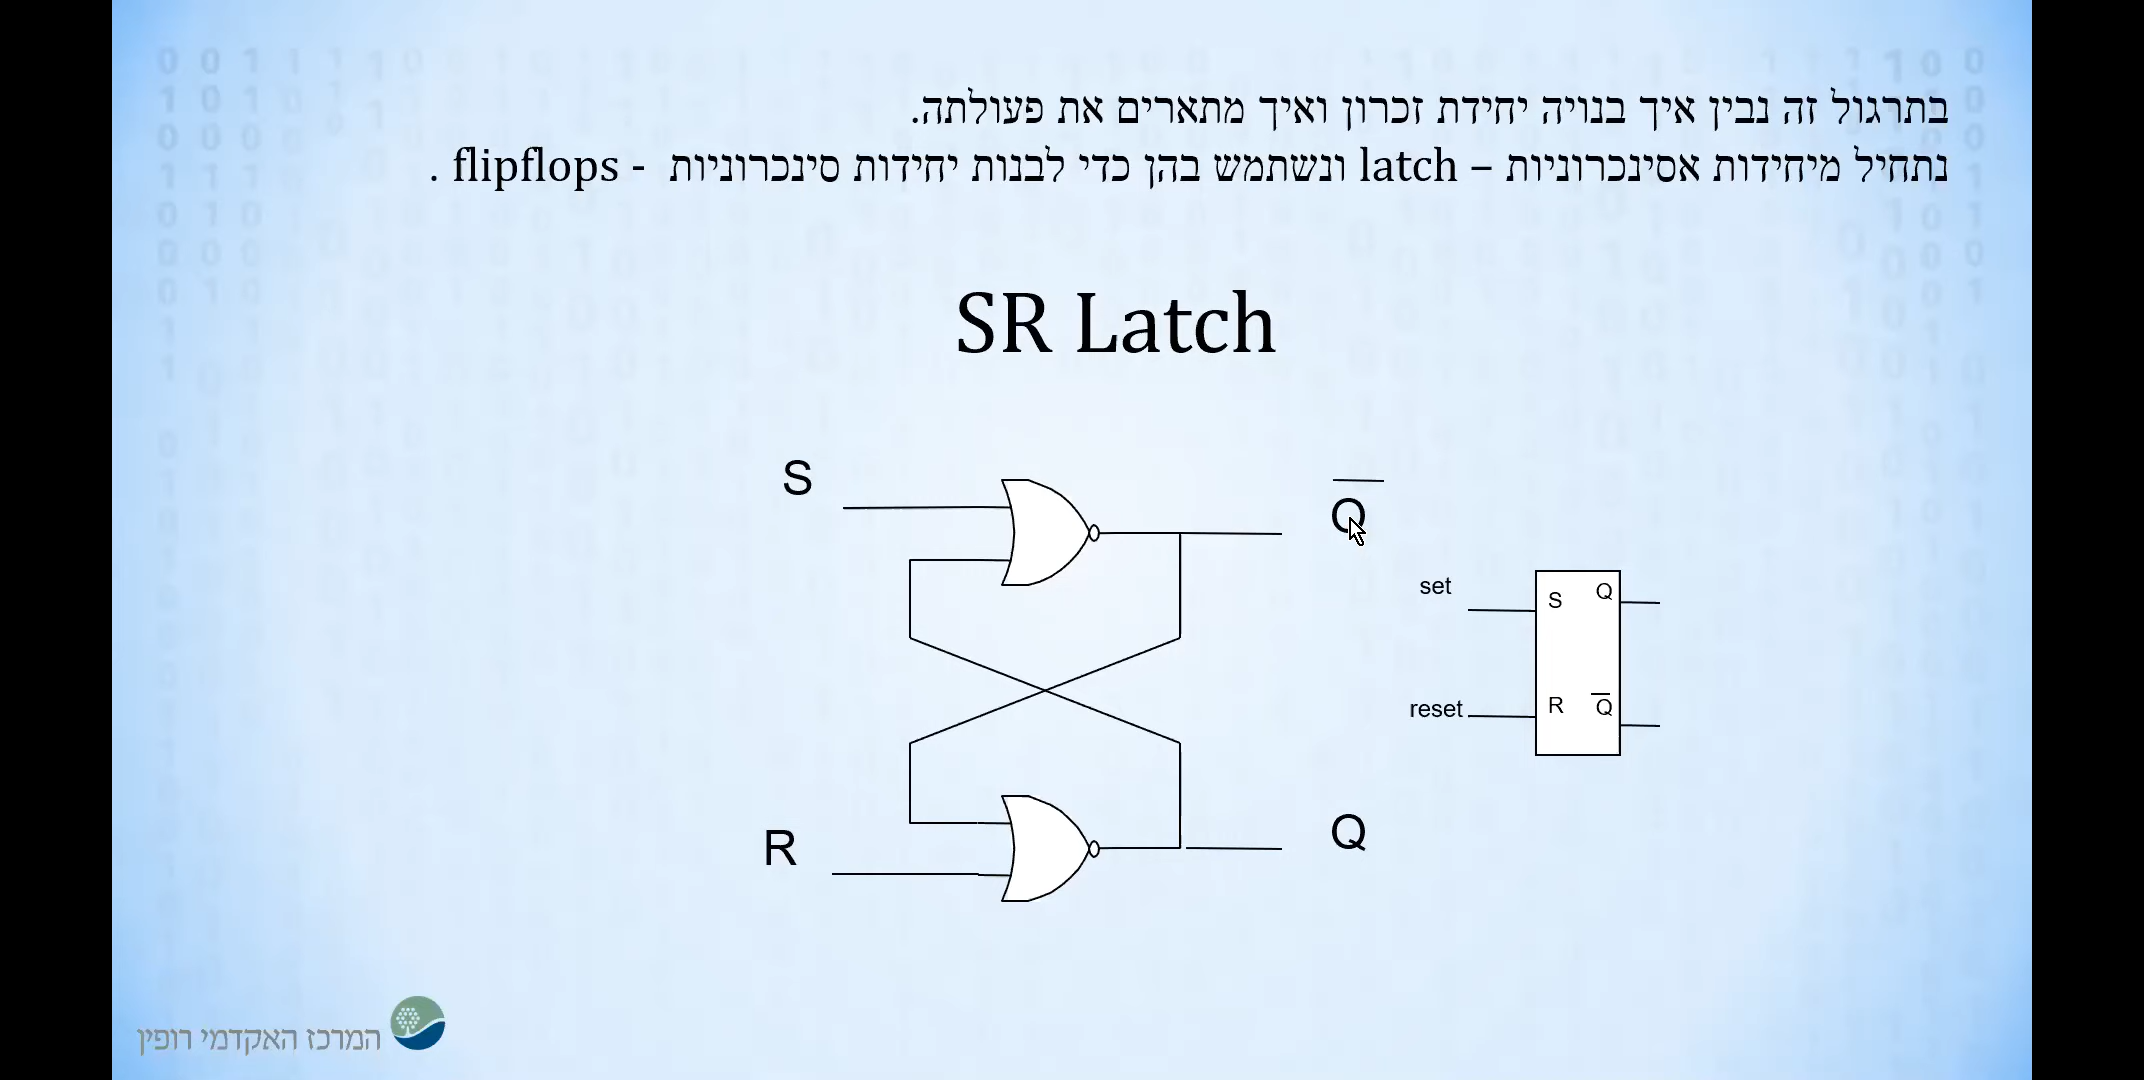 בתרגול זה נבין איך בנויה יחידת זכרון ואיך מתארים את פעולתה.
נתחיל מיחידות אסינכרוניות – latch ונשתמש בהן כדי לבנות יחידות סינכרוניות - flipflops .
SR Latch
S
Q
set
S Q
reset
R Q
R
Q
המרכז האקדמי רופין